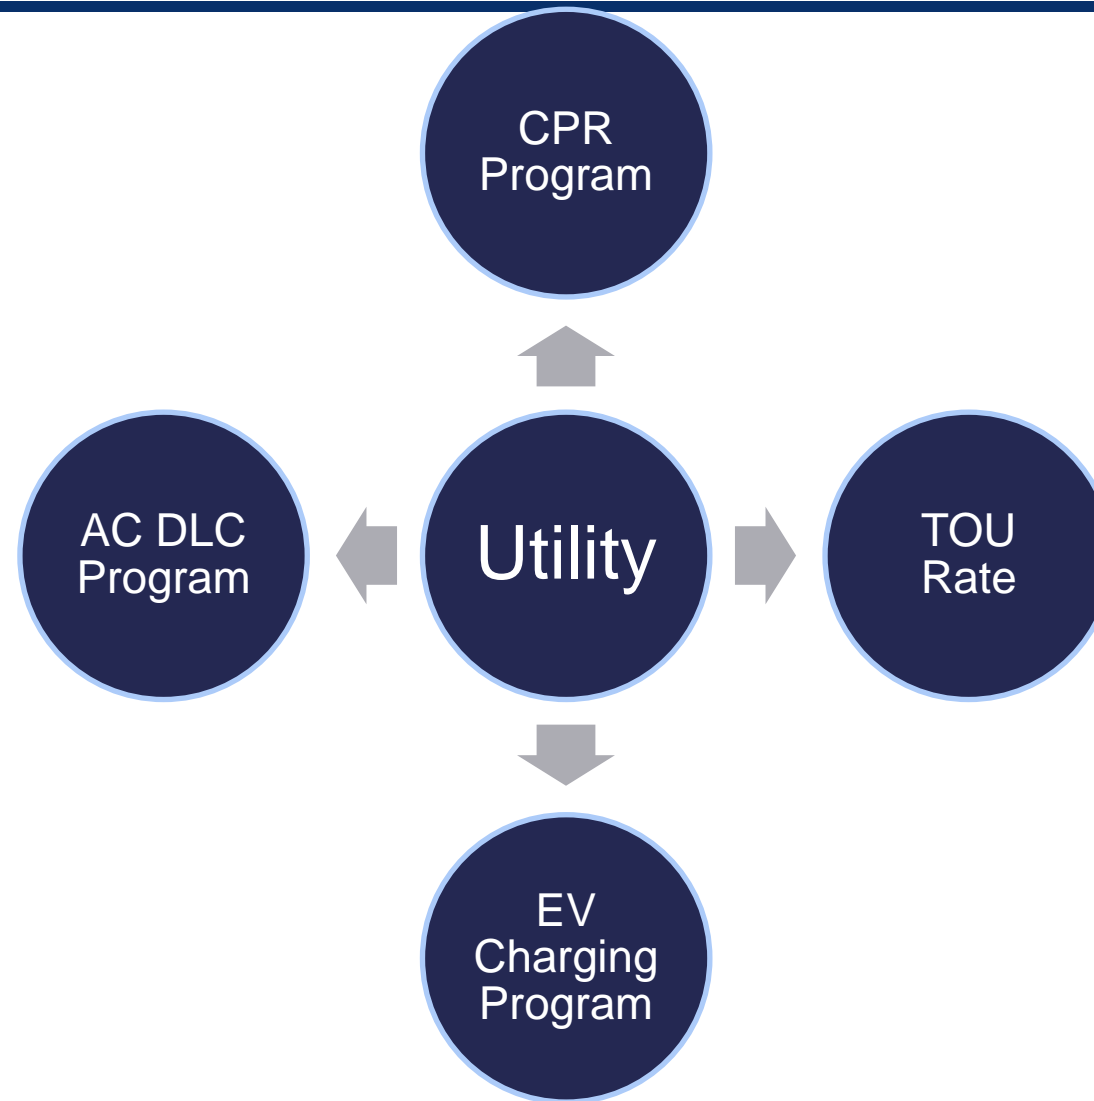 CPR
Program
AC DLC
Program
Utility
TOU
Rate
EV
Charging
Program